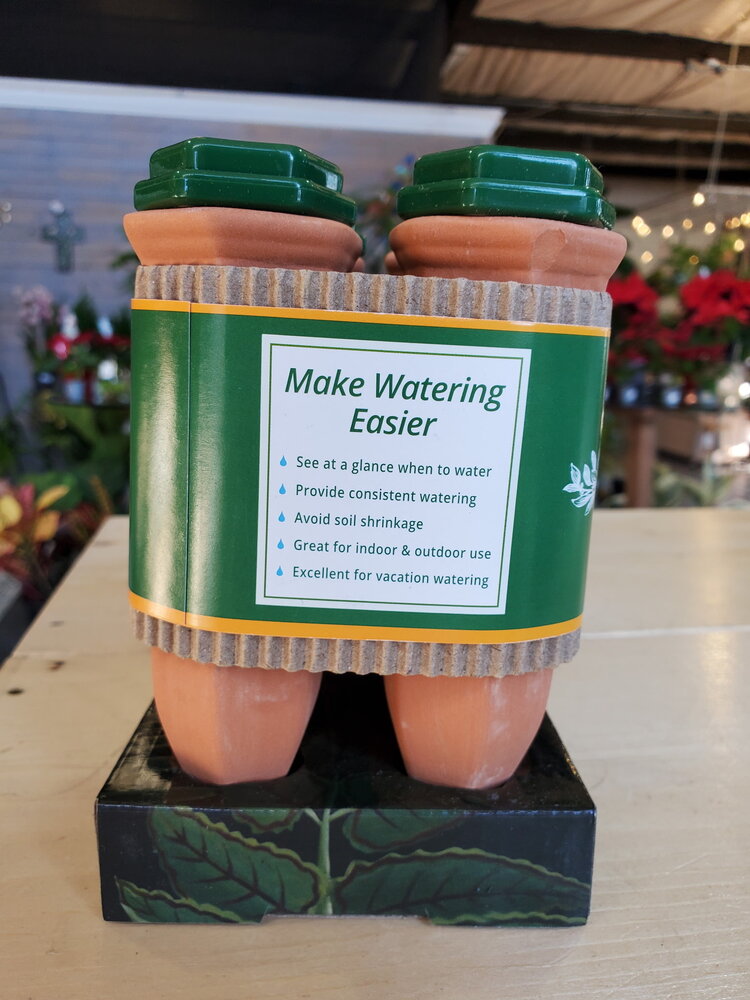 Make Watering
Easier
See at a glance when to water
Provide consistent watering
Avoid soil shrinkage
Great for indoor & outdoor use
Excellent for vacation watering